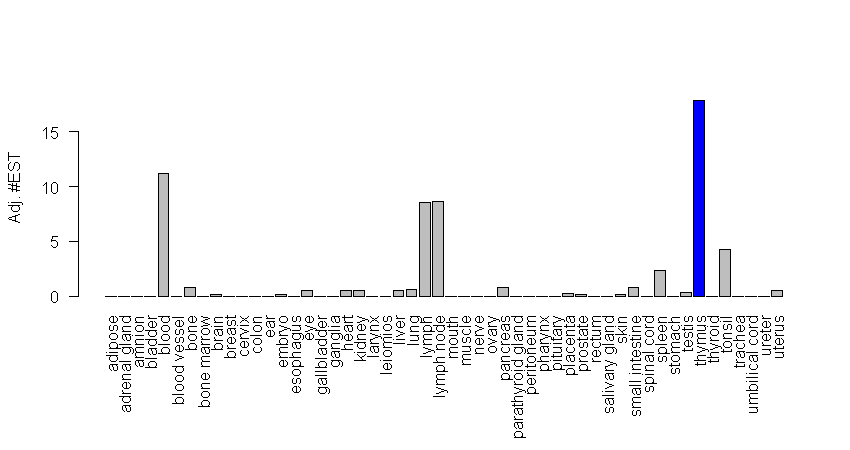 Adj. #EST
15
10
5
0
adipose
adrenal gland
amnion
bladder
blood
blood vessel
bone
bone marrow
brain
breast
cervix
colon
ear
embryo
esophagus
eye
gallbladder
ganglia
heart
kidney
larynx
leiomios
liver
lung
lymph
lymph node
mouth
muscle
nerve
ovary
pancreas
parathyroid gland
peritoneum
pharynx
pituitary
placenta
prostate
rectum
salivary gland
skin
small intestine
spinal cord
spleen
stomach
testis
thymus
thyroid
tonsil
trachea
umbilical cord
ureter
uterus